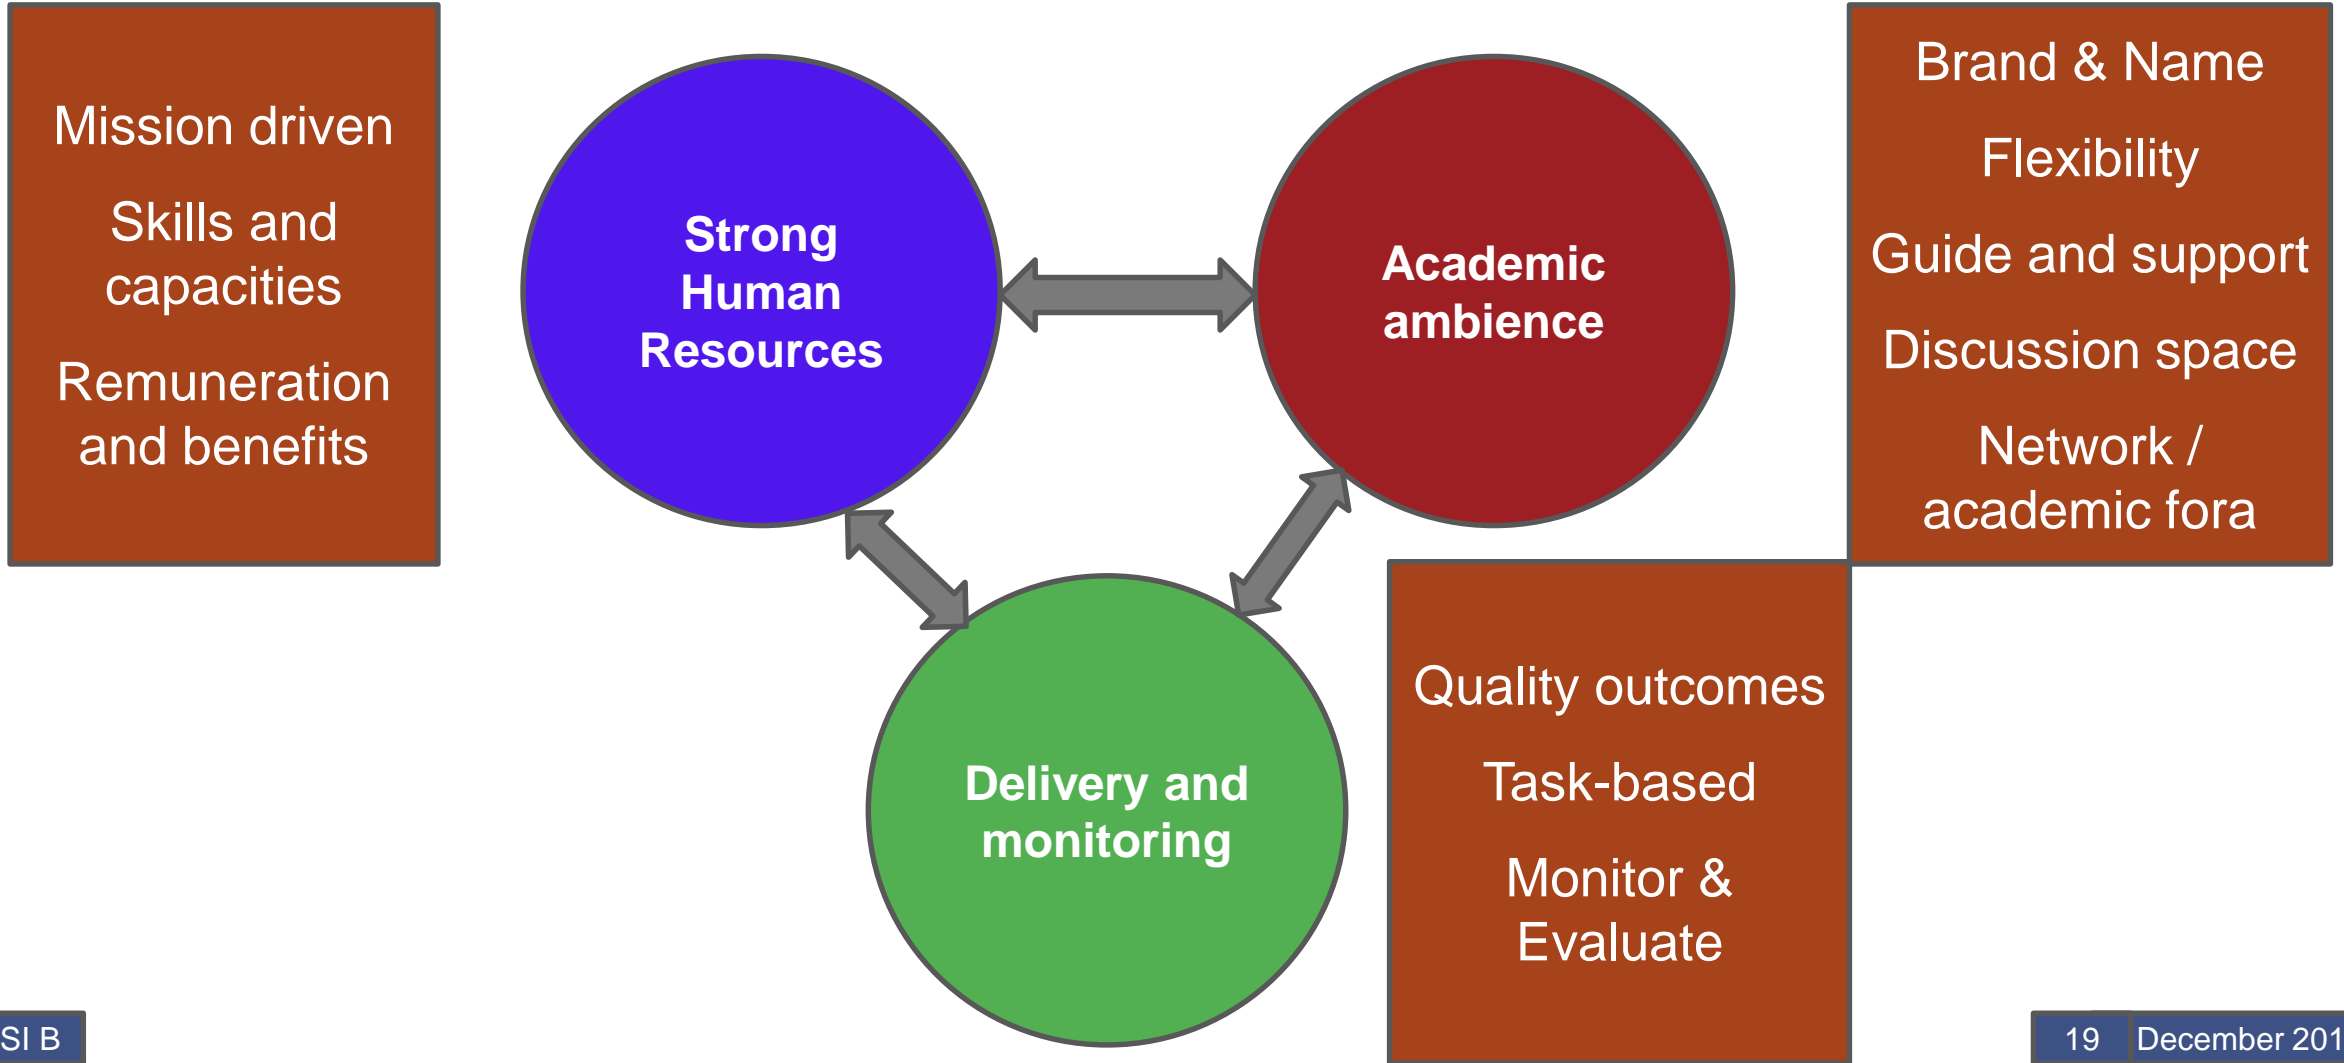 Mission driven
Skills and
capacities
Remuneration
and benefits
Strong
Human
Resources
Academic
ambience
Brand & Name
Flexibility
Guide and support
Discussion space
Network /
academic fora
Delivery and
monitoring
Quality outcomes
Task-based
Monitor &
Evaluate
SI B
19
December 201